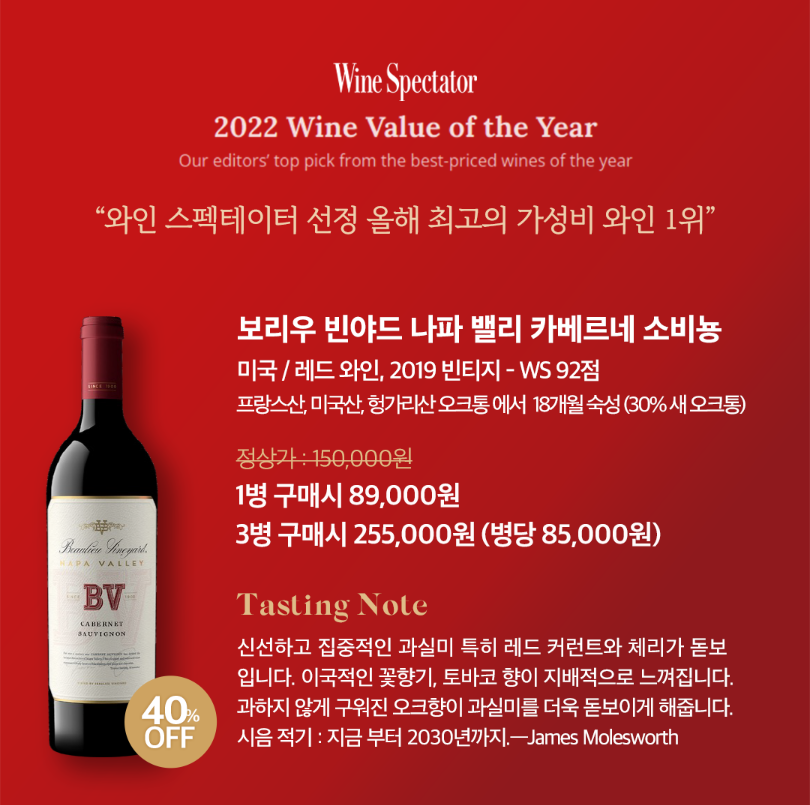 Wine Spectator
2022 Wine Value of the Year
Our editors' top pick from the best-priced wines of the year
“와인 스펙테이터 선정 올해 최고의 가성비 와인 1위”
보리우 빈야드 나파 밸리 카베르네 소비뇽
미국 / 레드 와인, 2019 빈티지 - WS 92점
프랑스산, 미국산, 헝가리산 오크통 에서 18개월 숙성 (30% 새 오크통)
정상가 : 150,000원
1병 구매시 89,000원
3병 구매시 255,000원 (병당 85,000원)
Tasting Note
신선하고 집중적인 과실미 특히 레드 커런트와 체리가 돋보
입니다. 이국적인 꽃향기, 토바코 향이 지배적으로 느껴집니다.
과하지 않게 구워진 오크향이 과실미를 더욱 돋보이게 해줍니다.
시음 적기 : 지금 부터 2030년까지.—James Molesworth
SINCE 1900
Beaulieu Vineyard
NAPA VALLEY
BV
CABERNET
SAUVIGNON
40%
OFF